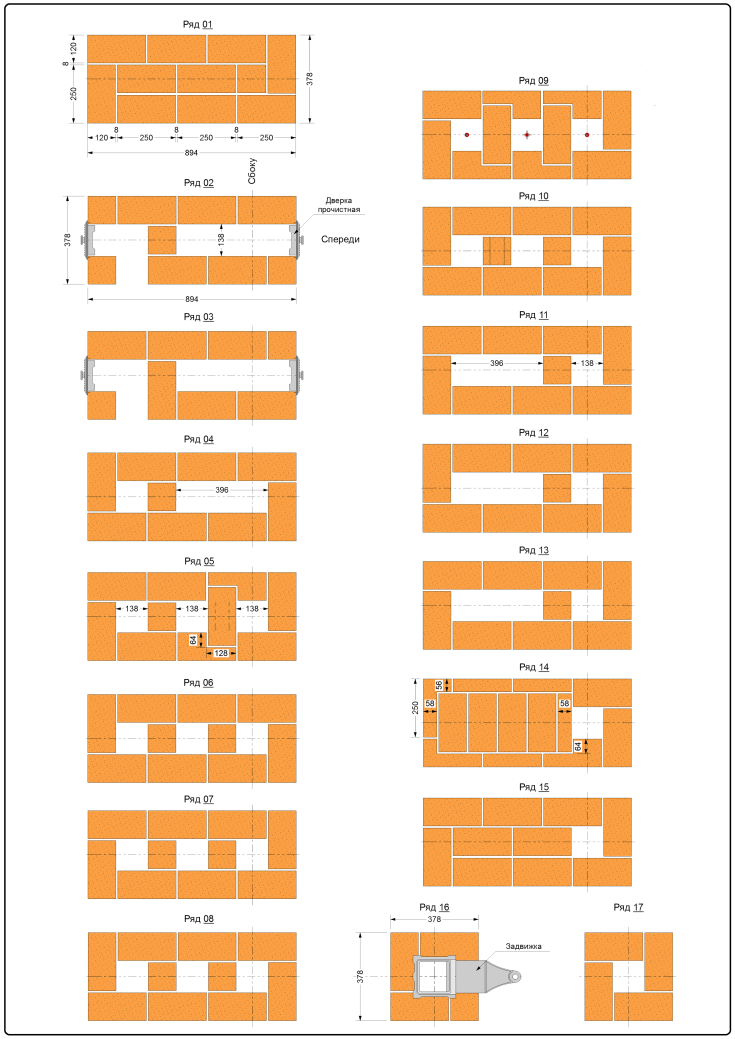 Ряд 01
120
8
250
378
120
8
250
8
250
8
250
894
Сбоку
Ряд 02
Дверка
прочистная
378
138
Спереди
894
Ряд 03
Ряд 04
396
Ряд 05
138
138
138
64
128
Ряд 06
Ряд 07
Ряд 08
Ряд 09
Ряд 10
Ряд 11
396
138
Ряд 12
Ряд 13
Ряд 14
250
56
58
58
64
Ряд 15
Ряд 16
378
378
Задвижка
Ряд 17